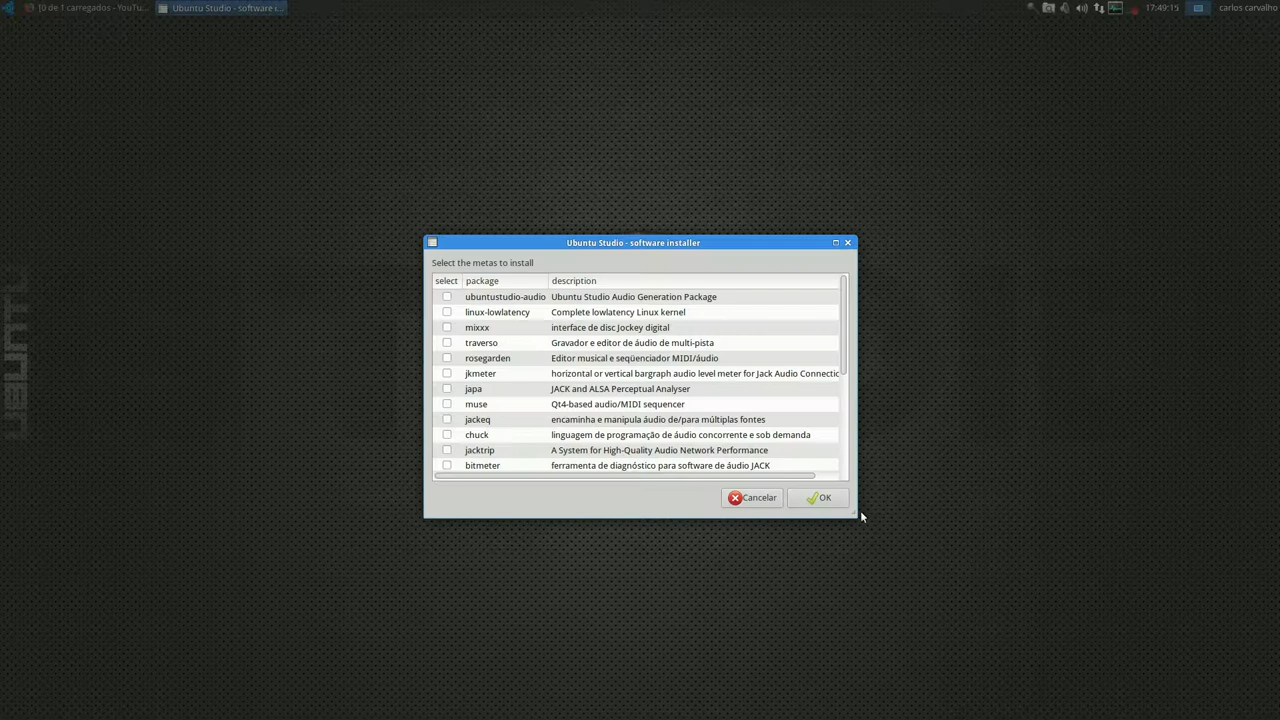 [0 de 1 carregados - YouTu...
Ubuntu Studio - software i...
17:49:15
carlos carvalho
Ubuntu Studio - software installer
Select the metas to install
select package description
ubuntustudio-audio Ubuntu Studio Audio Generation Package
linux-lowlatency Complete lowlatency Linux kernel
mixxx interface de disc Jockey digital
traverso Gravador e editor de áudio de multi-pista
rosegarden Editor musical e seqüenciador MIDI/áudio
jkmeter horizontal or vertical bargraph audio level meter for Jack Audio Connectio
japa JACK and ALSA Perceptual Analyser
muse Qt4-based audio/MIDI sequencer
jackeq encaminha e manipula áudio de/para múltiplas fontes
chuck linguagem de programação de áudio concorrente e sob demanda
jacktrip A System for High-Quality Audio Network Performance
bitmeter ferramenta de diagnóstico para software de áudio JACK
Cancelar OK